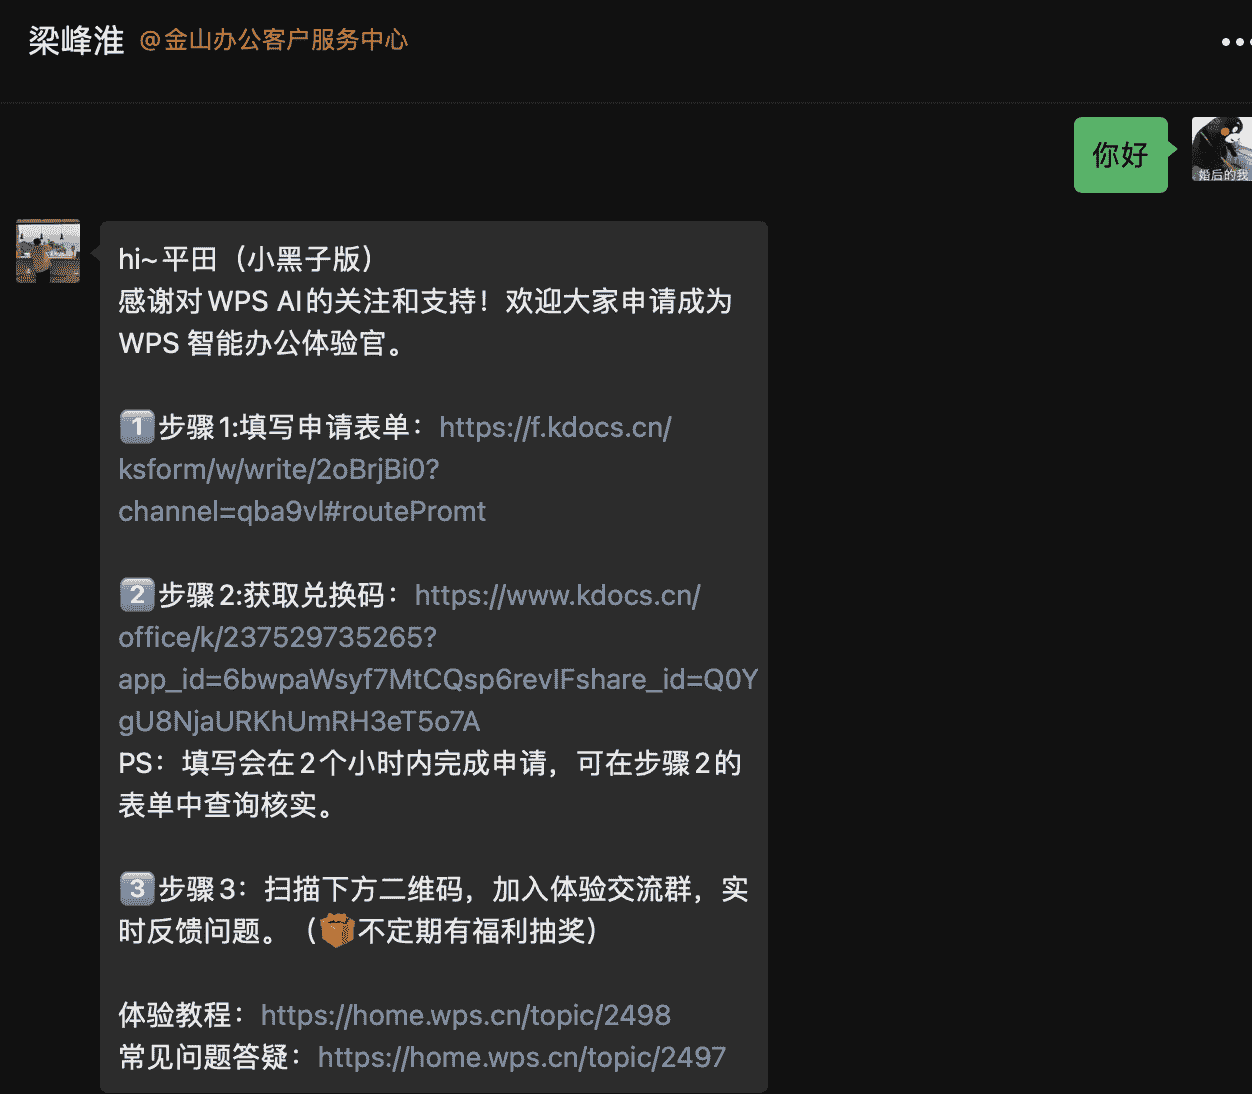 梁峰淮 @金山办公客户服务中心
你好
婚后的我
hi~平田（小黑子版）
感谢对WPS AI的关注和支持！欢迎大家申请成为
WPS 智能办公体验官。
1️⃣步骤1:填写申请表单：https://f.kdocs.cn/
ksform/w/write/2oBrjBi0?
channel=qba9vl#routePromt
2️⃣步骤2:获取兑换码：https://www.kdocs.cn/
office/k/237529735265?
app_id=6bwpaWsyf7MtCQsp6revIFshare_id=Q0Y
gU8NjaURKhUmRH3eT5o7A
PS：填写会在2个小时内完成申请，可在步骤2的
表单中查询核实。
3️⃣步骤3：扫描下方二维码，加入体验交流群，实
时反馈问题。（🎁不定期有福利抽奖）
体验教程：https://home.wps.cn/topic/2498
常见问题答疑：https://home.wps.cn/topic/2497